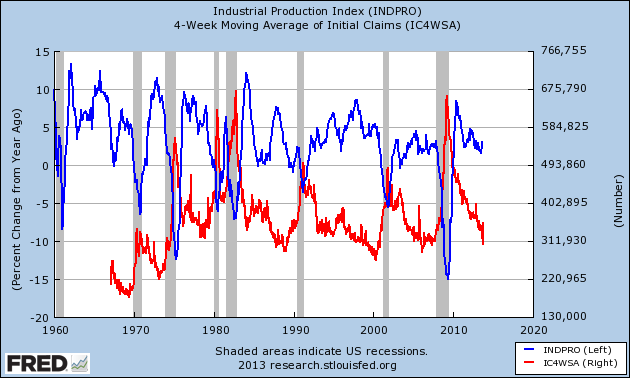 Industrial Production Index (INDPRO)
4-Week Moving Average of Initial Claims (IC4WSA)
15
10
5
0
-5
-10
-15
-20
(Percent Change from Year Ago)
766,755
675,790
584,825
493,860
402,895
311,930
220,965
130,000
(Number)
1960
1970
1980
1990
2000
2010
2020
Shaded areas indicate US recessions.
2013 research.stlouisfed.org
FRED
INDPRO (Left)
IC4WSA (Right)